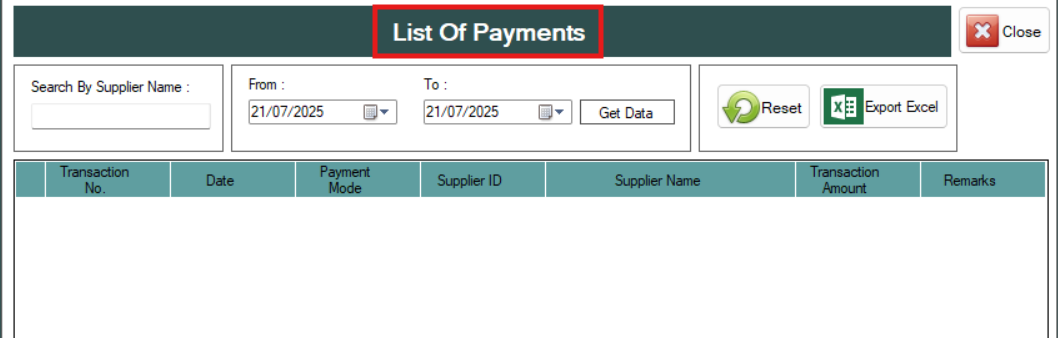 List Of Payments
Close
Search By Supplier Name :
From :
To :
21/07/2025
21/07/2025
Get Data
Reset
Export Excel
Transaction No.
Date
Payment Mode
Supplier ID
Supplier Name
Transaction Amount
Remarks